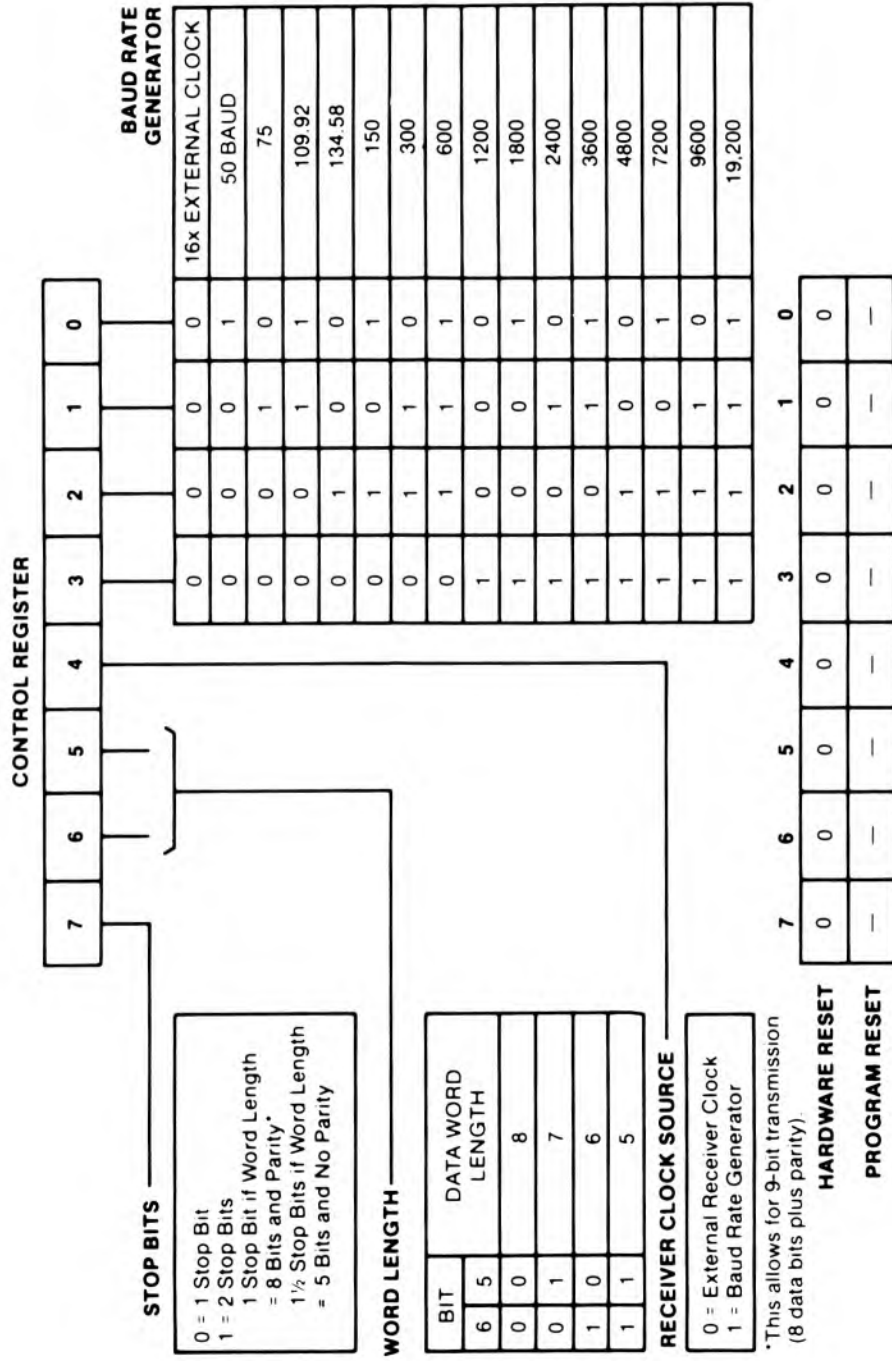 CONTROL REGISTER
7 6 5 4 3 2 1 0
STOP BITS
0 = 1 Stop Bit
1 = 2 Stop Bits
1 Stop Bit if Word Length
= 8 Bits and Parity*
1½ Stop Bits if Word Length
= 5 Bits and No Parity
WORD LENGTH
BIT DATA WORD
LENGTH
6 5
0 0 8
0 1 7
1 0 6
1 1 5
RECEIVER CLOCK SOURCE
0 = External Receiver Clock
1 = Baud Rate Generator
*This allows for 9-bit transmission
(8 data bits plus parity).
BAUD RATE
GENERATOR
0 0 0 0 16x EXTERNAL CLOCK
0 0 0 1 50 BAUD
0 0 1 0 75
0 0 1 1 109.92
0 1 0 0 134.58
0 1 0 1 150
0 1 1 0 300
0 1 1 1 600
1 0 0 0 1200
1 0 0 1 1800
1 0 1 0 2400
1 0 1 1 3600
1 1 0 0 4800
1 1 0 1 7200
1 1 1 0 9600
1 1 1 1 19,200
7 6 5 4 3 2 1 0
HARDWARE RESET 0 0 0 0 0 0 0 0
PROGRAM RESET — — — — — — — —